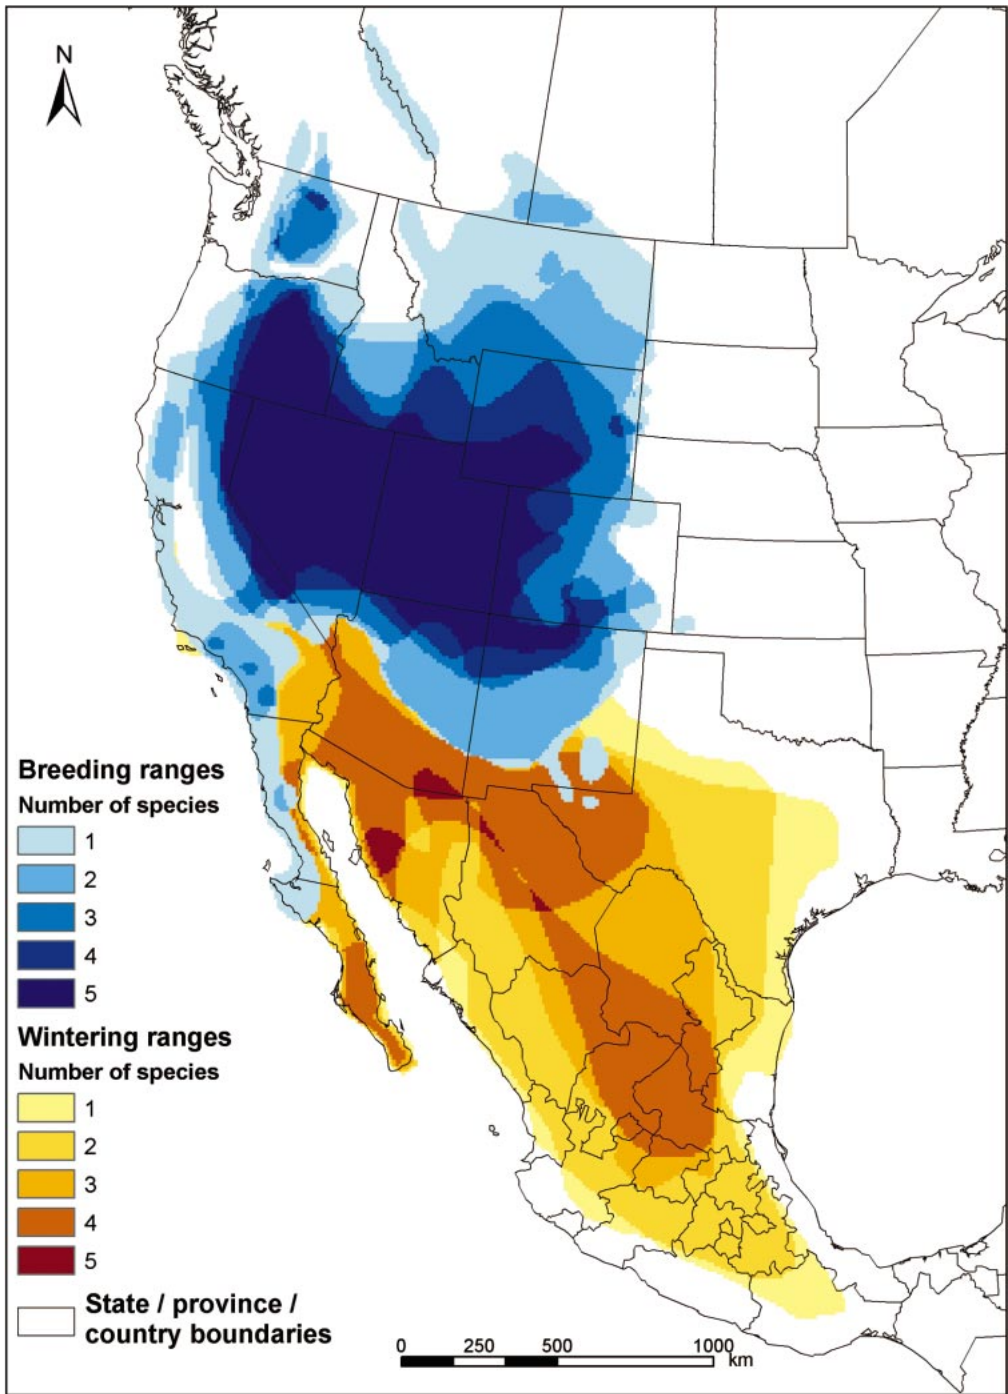 N
Breeding ranges
Number of species
1
2
3
4
5
Wintering ranges
Number of species
1
2
3
4
5
State / province /
country boundaries
0 250 500 1000
km